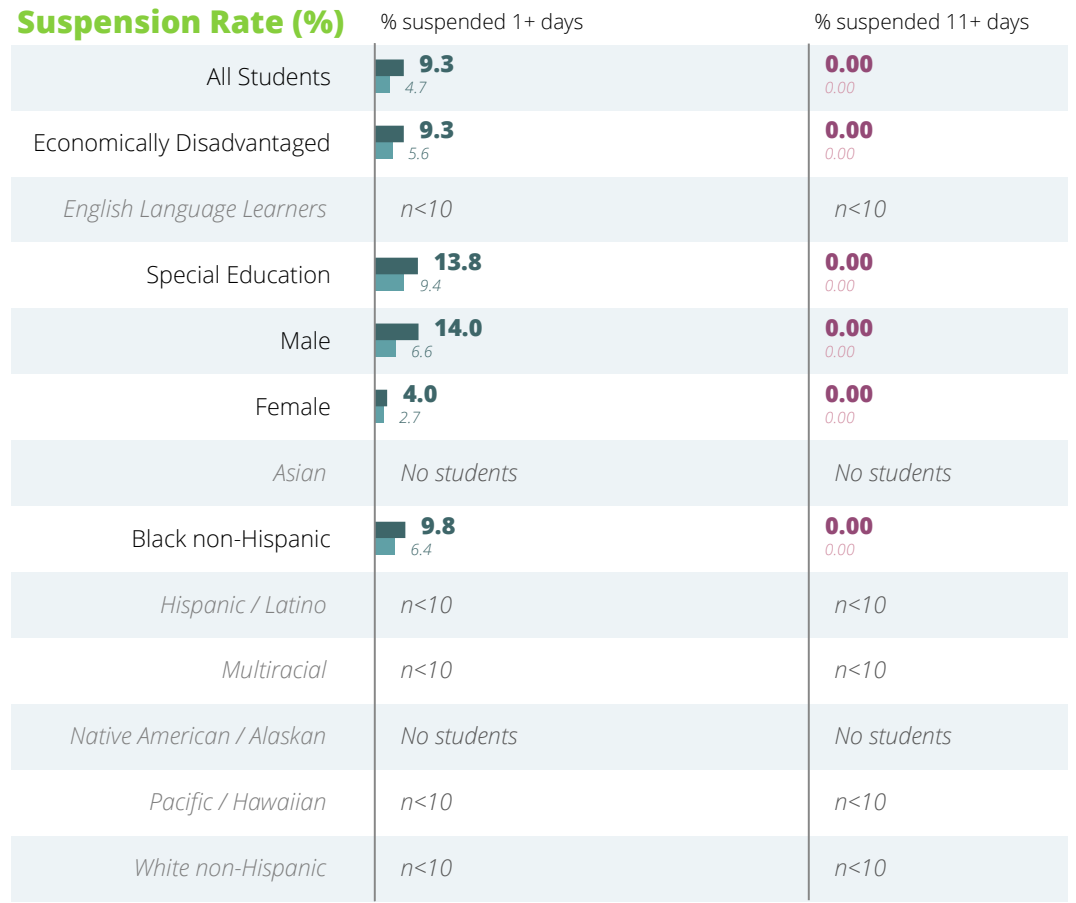 Suspension Rate (%) % suspended 1+ days % suspended 11+ days
All Students 9.3 0.00
4.7 0.00
Economically Disadvantaged 9.3 0.00
5.6 0.00
English Language Learners n<10 n<10
Special Education 13.8 0.00
9.4 0.00
Male 14.0 0.00
6.6 0.00
Female 4.0 0.00
2.7 0.00
Asian No students No students
Black non-Hispanic 9.8 0.00
6.4 0.00
Hispanic / Latino n<10 n<10
Multiracial n<10 n<10
Native American / Alaskan No students No students
Pacific / Hawaiian n<10 n<10
White non-Hispanic n<10 n<10